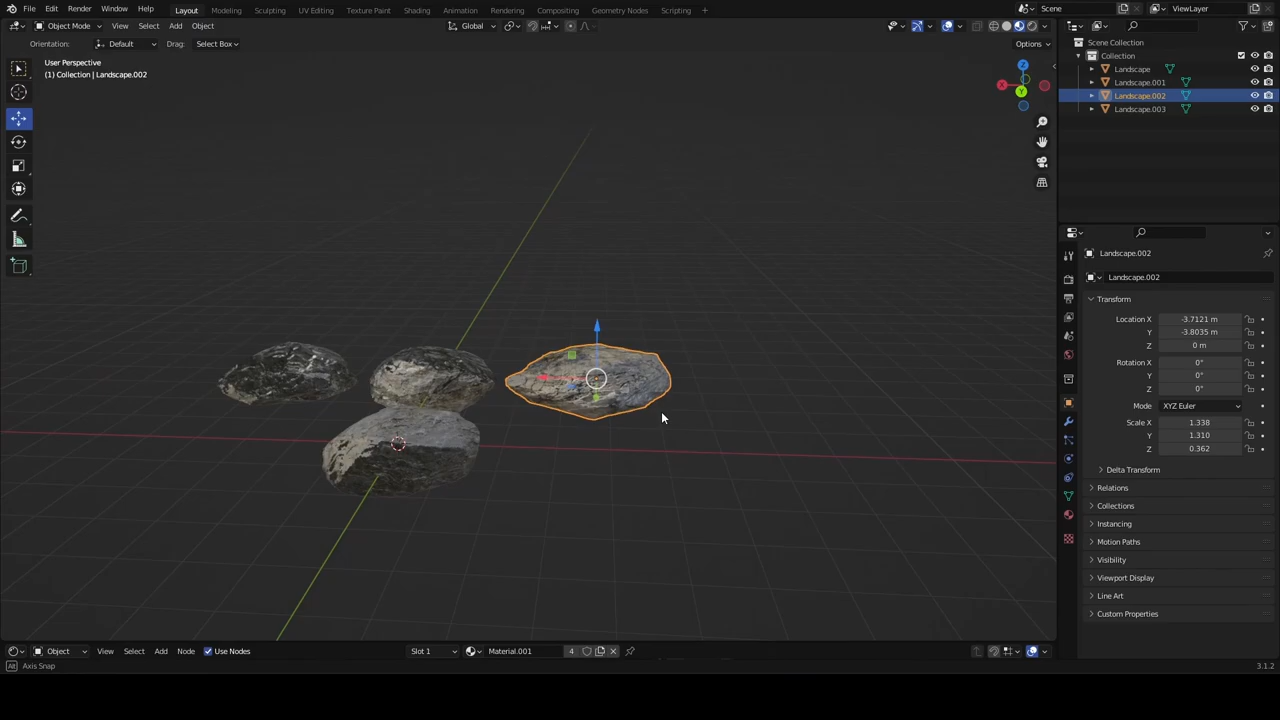 File Edit Render Window Help Layout Modeling Sculpting UV Editing Texture Paint Shading Animation Rendering Compositing Geometry Nodes Scripting + Scene ViewLayer
Object Mode View Select Add Object Global Options
Orientation: Default Drag: Select Box
User Perspective
(1) Collection | Landscape.002
Scene Collection
Collection
Landscape
Landscape.001
Landscape.002
Landscape.003
Z
X
Y
Landscape.002
Landscape.002
Transform
Location X -3.7121 m
Y -3.8035 m
Z 0 m
Rotation X 0°
Y 0°
Z 0°
Mode XYZ Euler
Scale X 1.338
Y 1.310
Z 0.362
Delta Transform
Relations
Collections
Instancing
Motion Paths
Visibility
Viewport Display
Line Art
Custom Properties
Object View Select Add Node Use Nodes Slot 1 Material.001 4
Alt Axis Snap 3.1.2